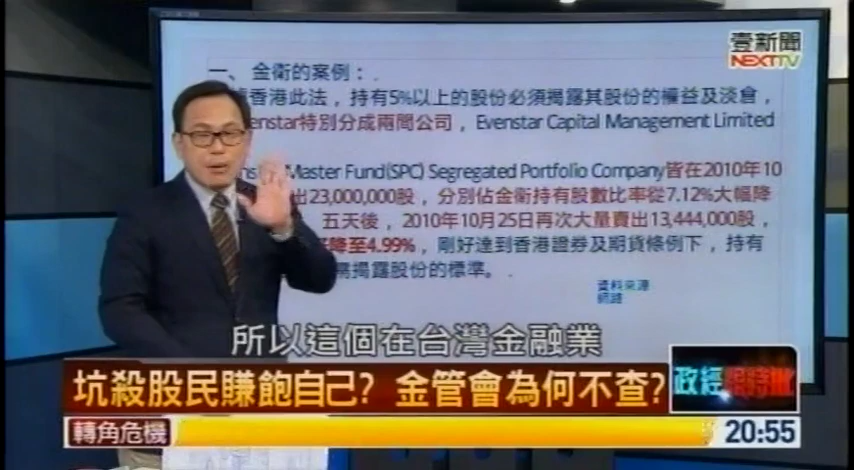 壹新聞
NEXTTV
一、金衛的案例：.
香港此法，持有5%以上的股份必須揭露其股份的權益及淡倉，
enstar特別分成兩間公司，Evenstar Capital Management Limited
Master Fund(SPC) Segregated Portfolio Company皆在2010年10
出23,000,000股，分別佔金衛持有股數比率從7.12%大幅降
五天後，2010年10月25日再次大量賣出13,444,000股，
降至4.99%，剛好達到香港證券及期貨條例下，持有
揭露股份的標準。.
資料來源
網路
所以這個在台灣金融業
坑殺股民賺飽自己？ 金管會為何不查？
政經
轉角危機
20:55